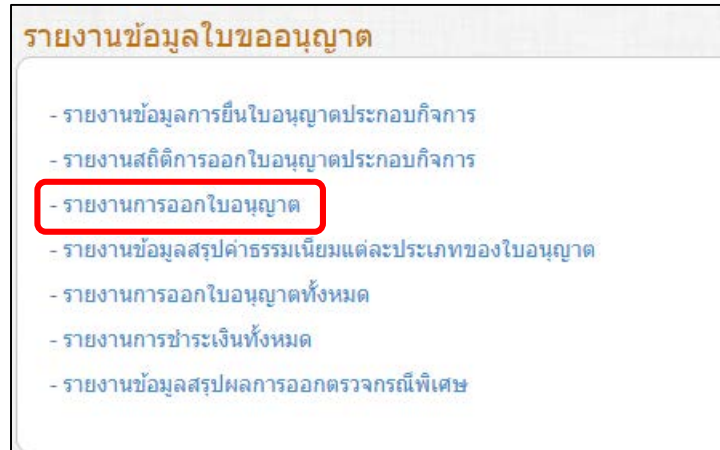 รายงานข้อมูลใบขออนุญาต
- รายงานข้อมูลการยื่นใบอนุญาตประกอบกิจการ
- รายงานสถิติการออกใบอนุญาตประกอบกิจการ
- รายงานการออกใบอนุญาต
- รายงานข้อมูลสรุปค่าธรรมเนียมแต่ละประเภทของใบอนุญาต
- รายงานการออกใบอนุญาตทั้งหมด
- รายงานการชำระเงินทั้งหมด
- รายงานข้อมูลสรุปผลการออกตรวจกรณีพิเศษ